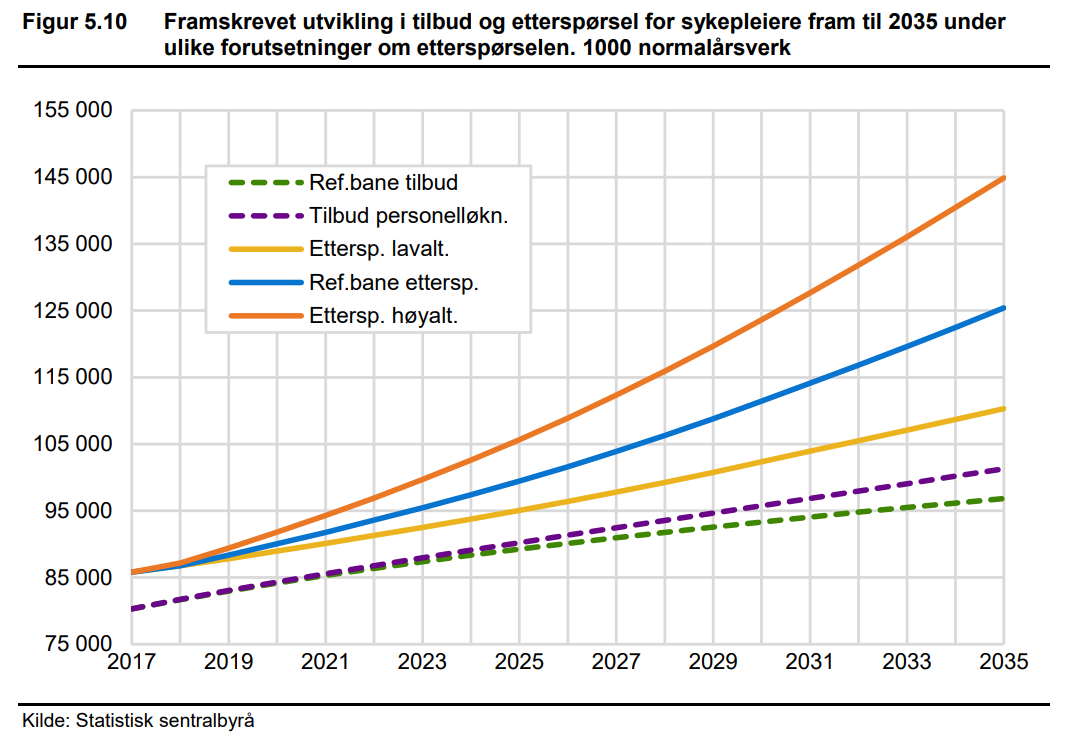 Figur 5.10 Framskrevet utvikling i tilbud og etterspørsel for sykepleiere fram til 2035 under
ulike forutsetninger om etterspørselen. 1000 normalårsverk
155 000
145 000
135 000
125 000
115 000
105 000
95 000
85 000
75 000
Ref.bane tilbud
Tilbud personelløkn.
Ettersp. lavalt.
Ref.bane ettersp.
Ettersp. høyalt.
2017 2019 2021 2023 2025 2027 2029 2031 2033 2035
Kilde: Statistisk sentralbyrå